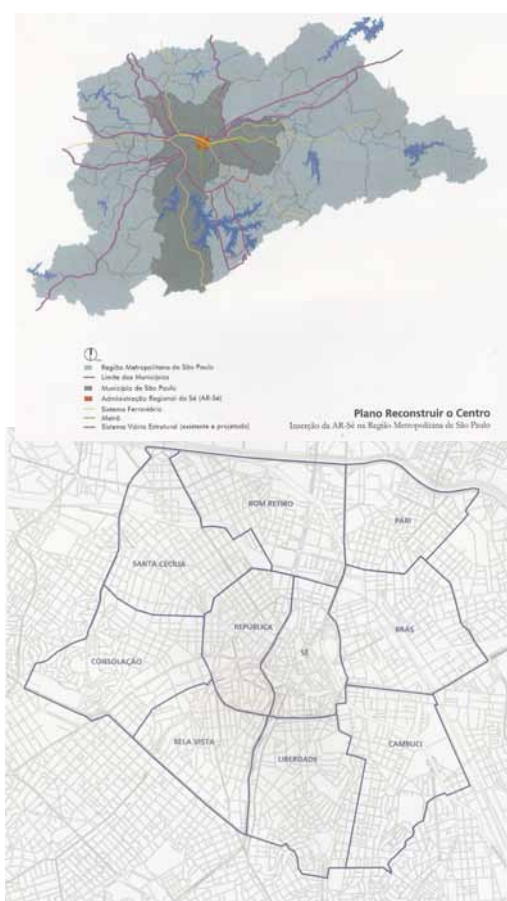 Região Metropolitana de São Paulo
Limite dos Municípios
Município de São Paulo
Administração Regional da Sé (AR-Sé)
Sistema Ferroviário
Metrô
Sistema Viário Estrutural (existente e projetado)
Plano Reconstruir o Centro
Inserção da AR-Sé na Região Metropolitana de São Paulo
BOM RETIRO
PARI
SANTA CECÍLIA
REPÚBLICA
BRÁS
SÉ
CONSOLAÇÃO
BELA VISTA
CAMBUCI
LIBERDADE